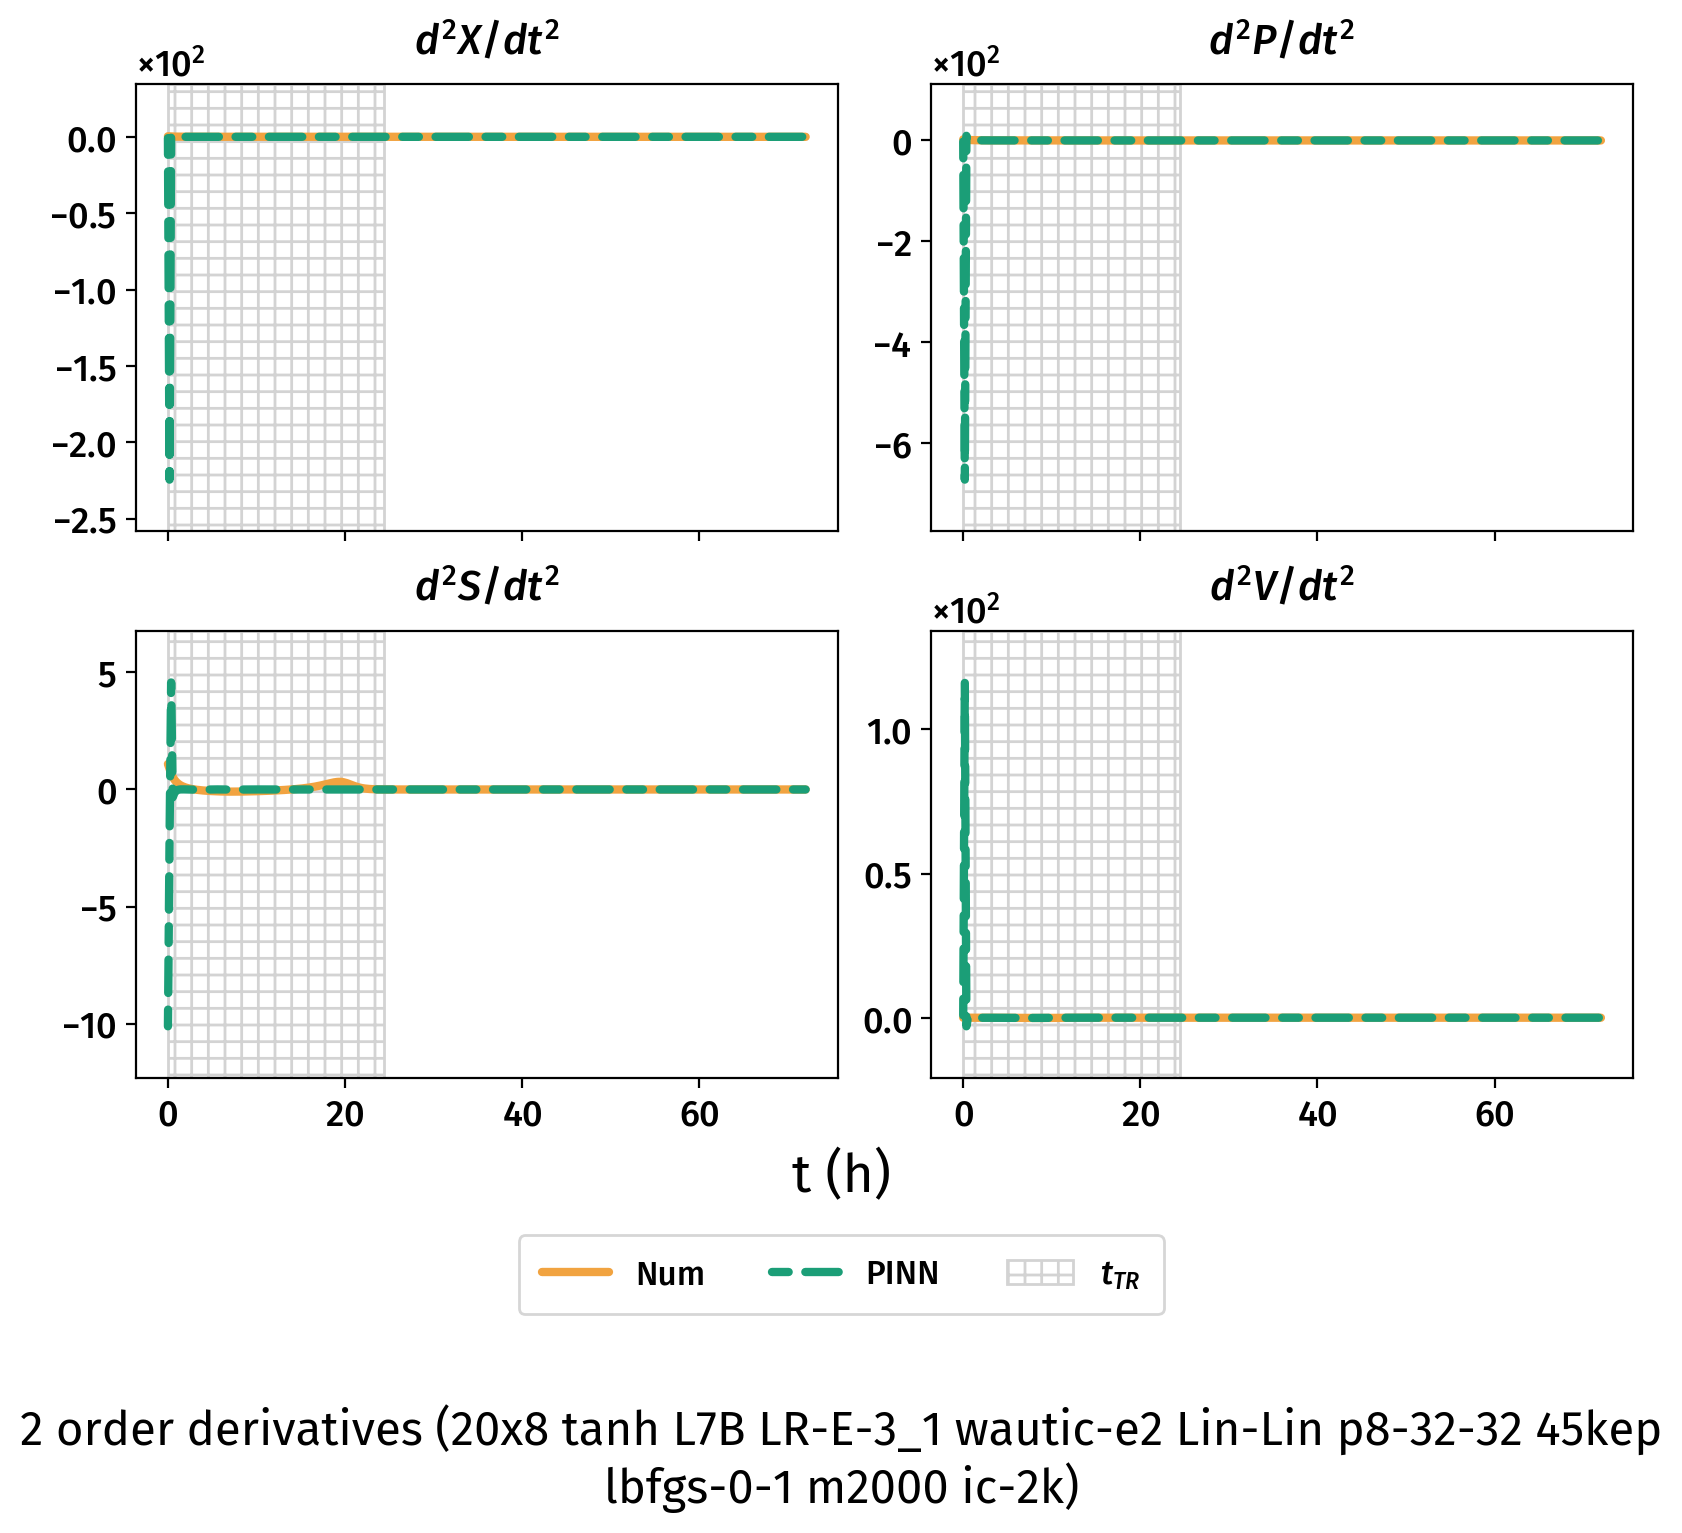 d²X/dt²
×10²
0.0
−0.5
−1.0
−1.5
−2.0
−2.5
d²P/dt²
×10²
0
−2
−4
−6
d²S/dt²
5
0
−5
−10
0 20 40 60
d²V/dt²
×10²
1.0
0.5
0.0
0 20 40 60
t (h)
Num PINN t_TR
2 order derivatives (20x8 tanh L7B LR-E-3_1 wautic-e2 Lin-Lin p8-32-32 45kep
lbfgs-0-1 m2000 ic-2k)